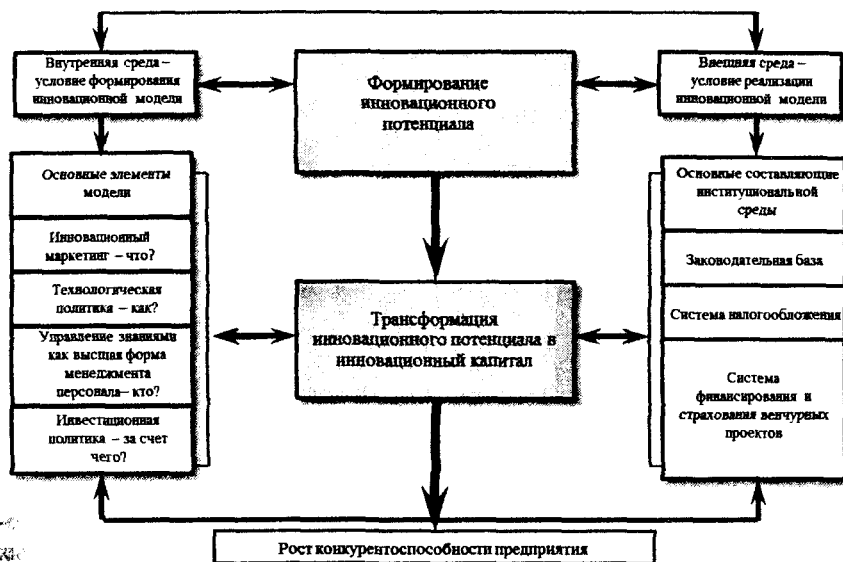 Внутренняя среда –
условие формирования
инновационной модели
Формирование
инновационного
потенциала
Внешняя среда –
условие реализации
инновационной модели
Основные элементы
модели
Инновационный
маркетинг – что?
Технологическая
политика – как?
Управление знаниями
как высшая форма
менеджмента
персонала– кто?
Инвестиционная
политика – за счет
чего?
Трансформация
инновационного потенциала в
инновационный капитал
Основные составляющие
институциональной
среды
Законодательная база
Система налогообложения
Система
финансирования и
страхования венчурных
проектов
Рост конкурентоспособности предприятия